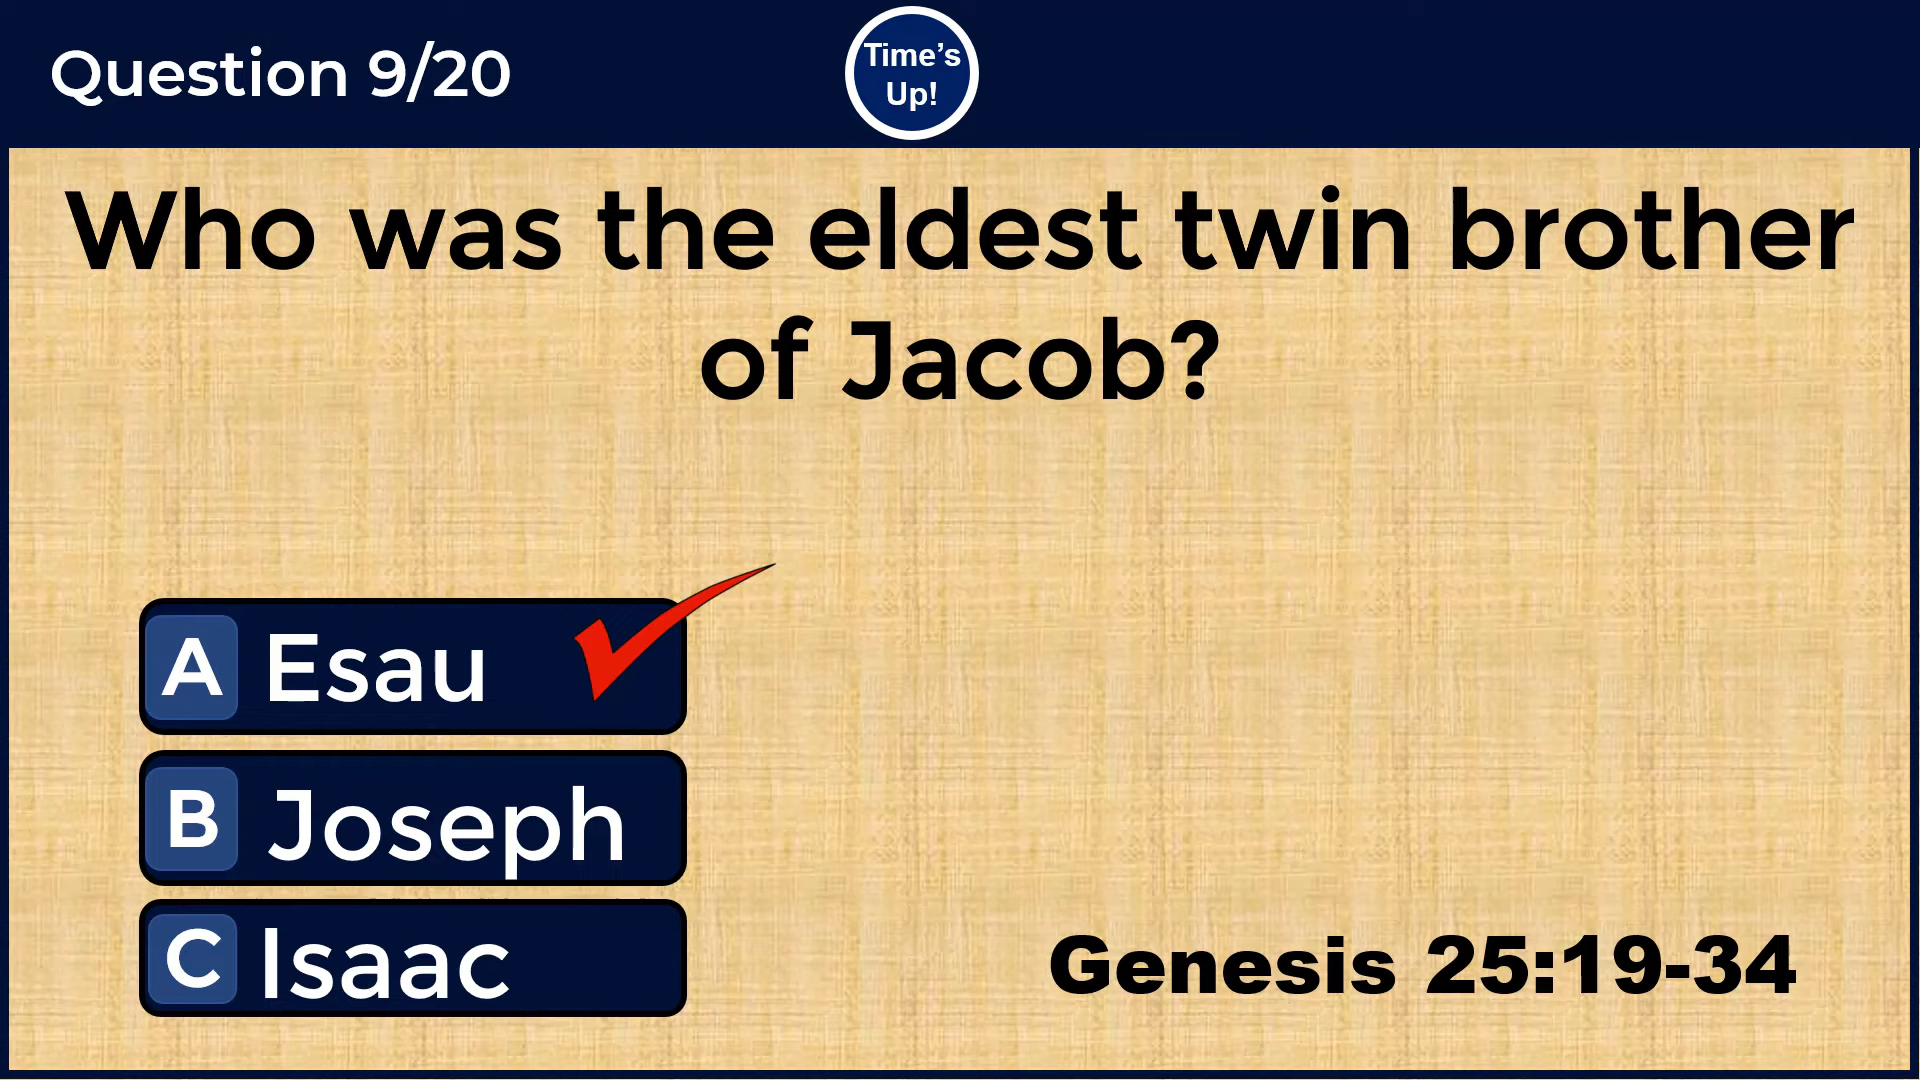 Question 9/20
Time’s
Up!
Who was the eldest twin brother
of Jacob?
A Esau
B Joseph
C Isaac
Genesis 25:19-34